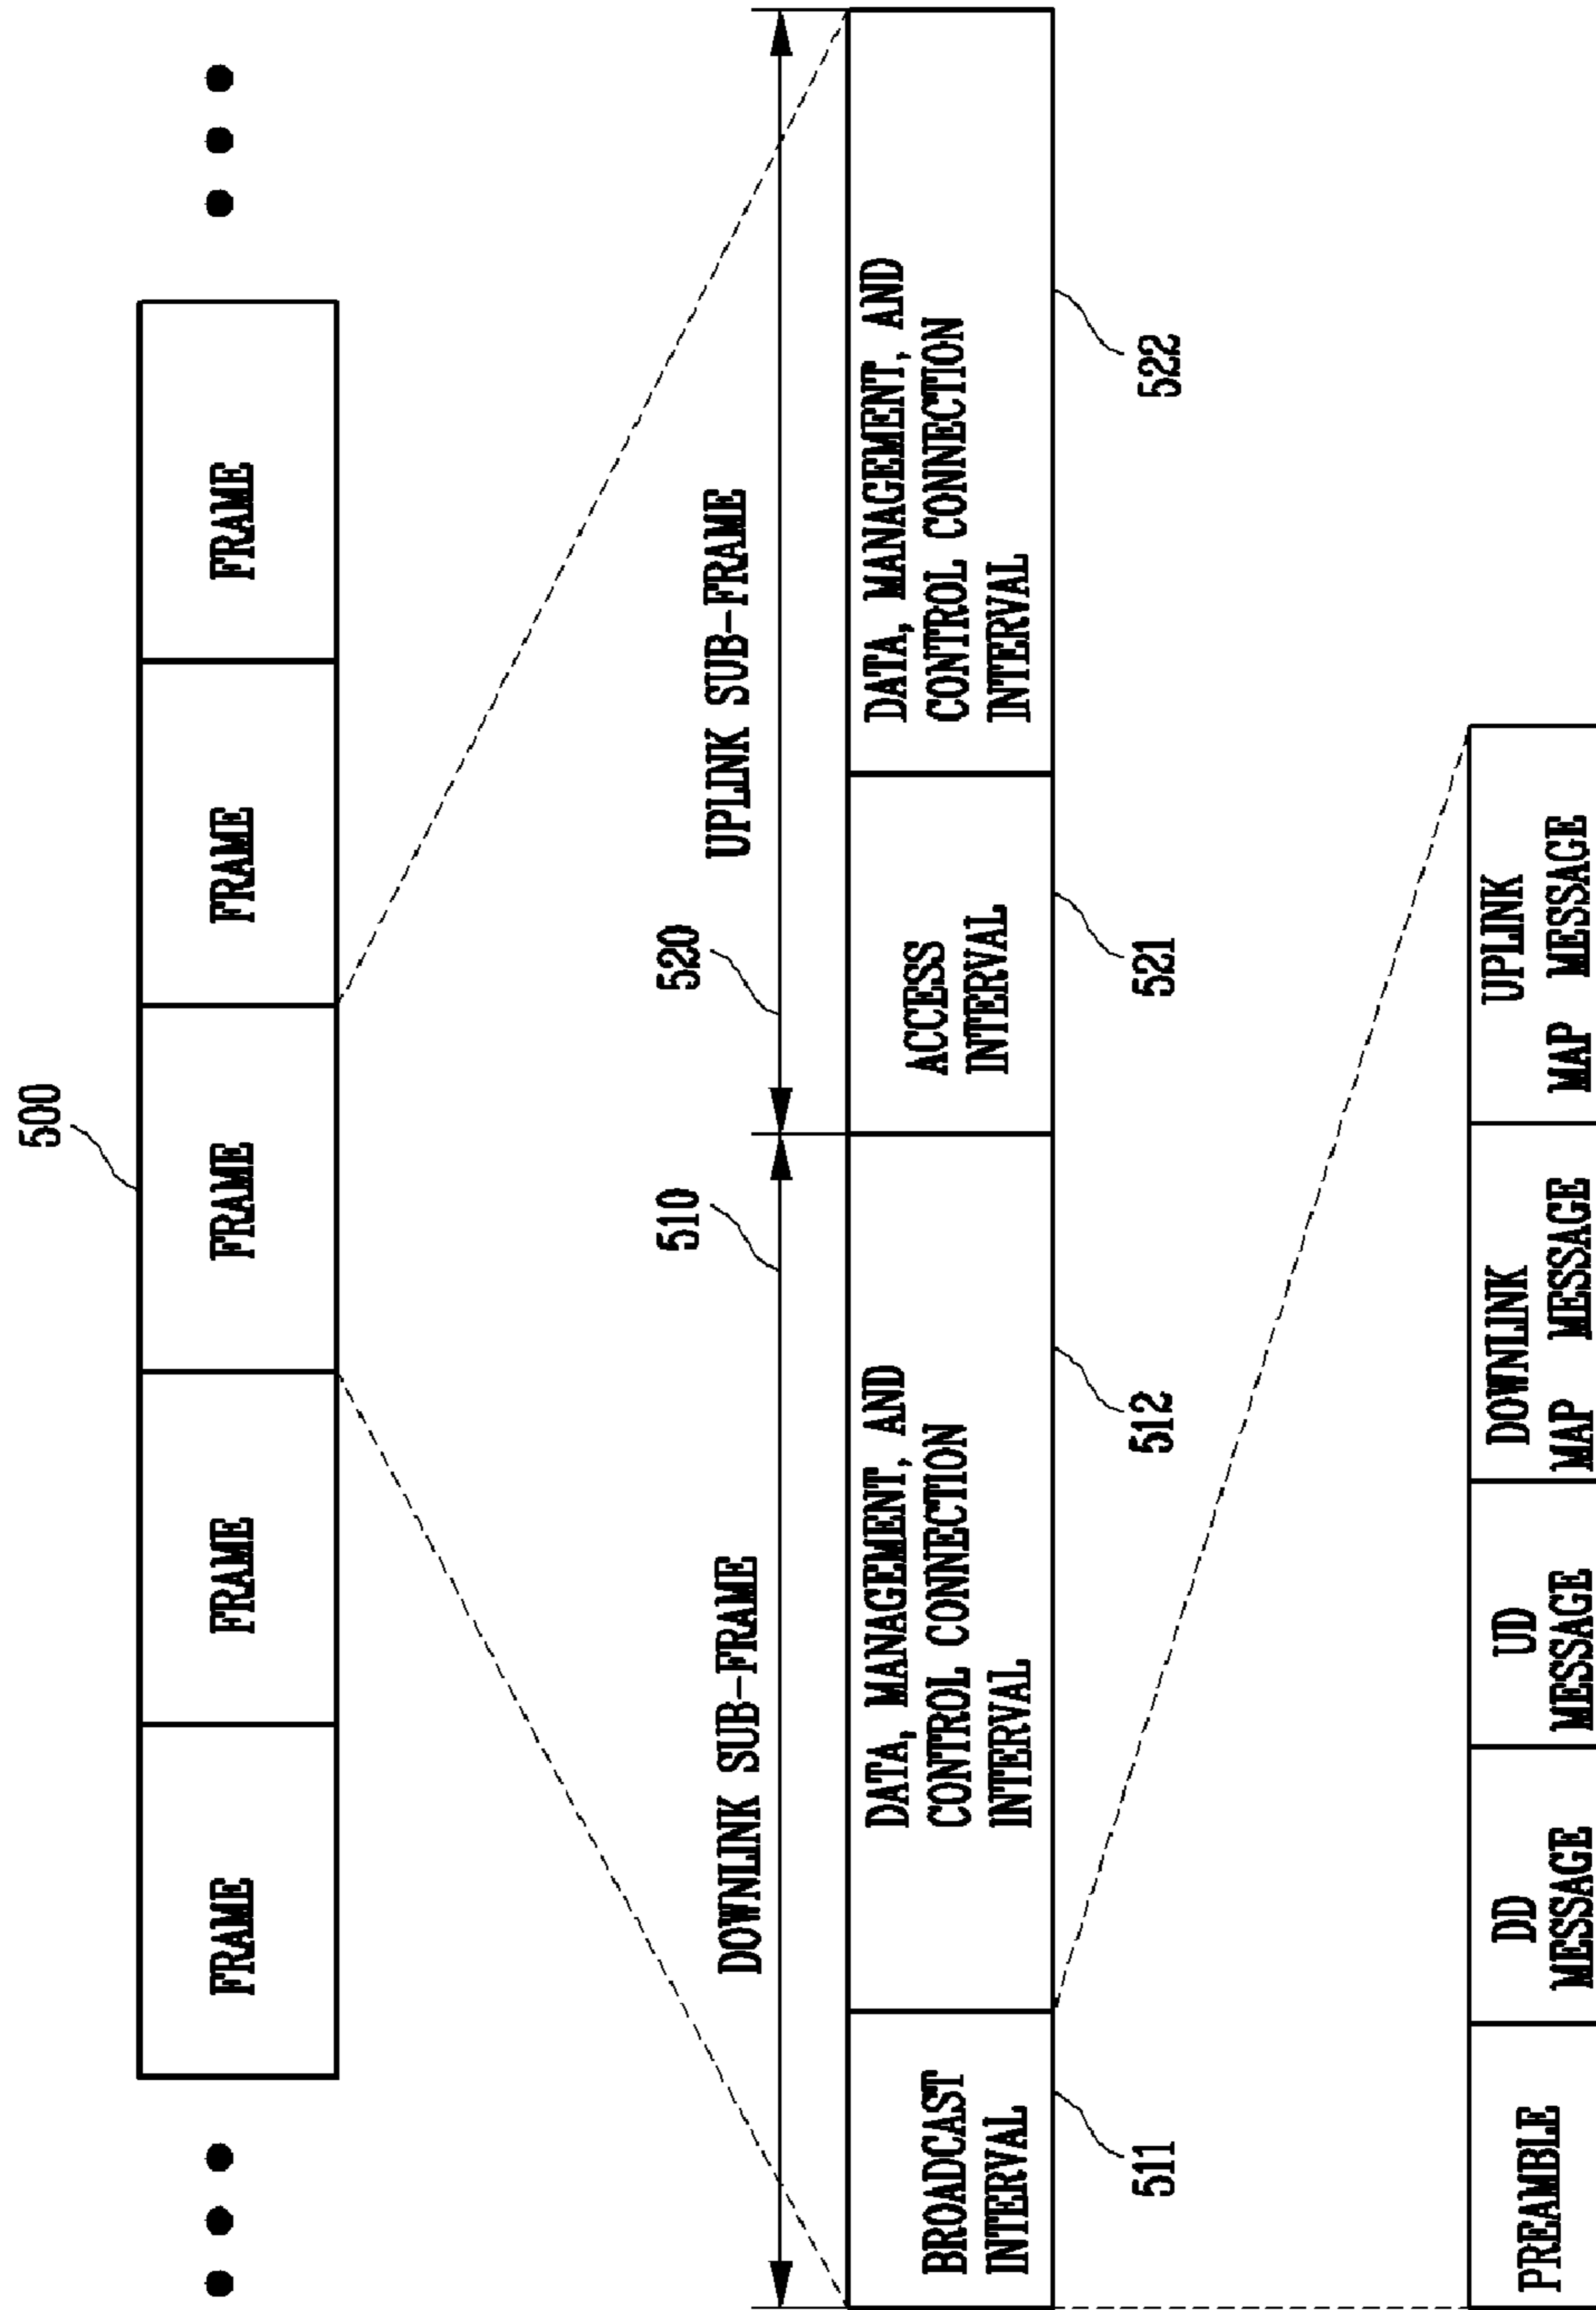 500
FRAME
FRAME
FRAME
FRAME
FRAME
510
520
DOWNLINK SUB-FRAME
UPLINK SUB-FRAME
BROADCAST
INTERVAL
DATA, MANAGEMENT, AND
CONTROL CONNECTION
INTERVAL
ACCESS
INTERVAL
DATA, MANAGEMENT, AND
CONTROL CONNECTION
INTERVAL
511
512
521
522
PREAMBLE
DD
MESSAGE
UD
MESSAGE
DOWNLINK
MAP MESSAGE
UPLINK
MAP MESSAGE